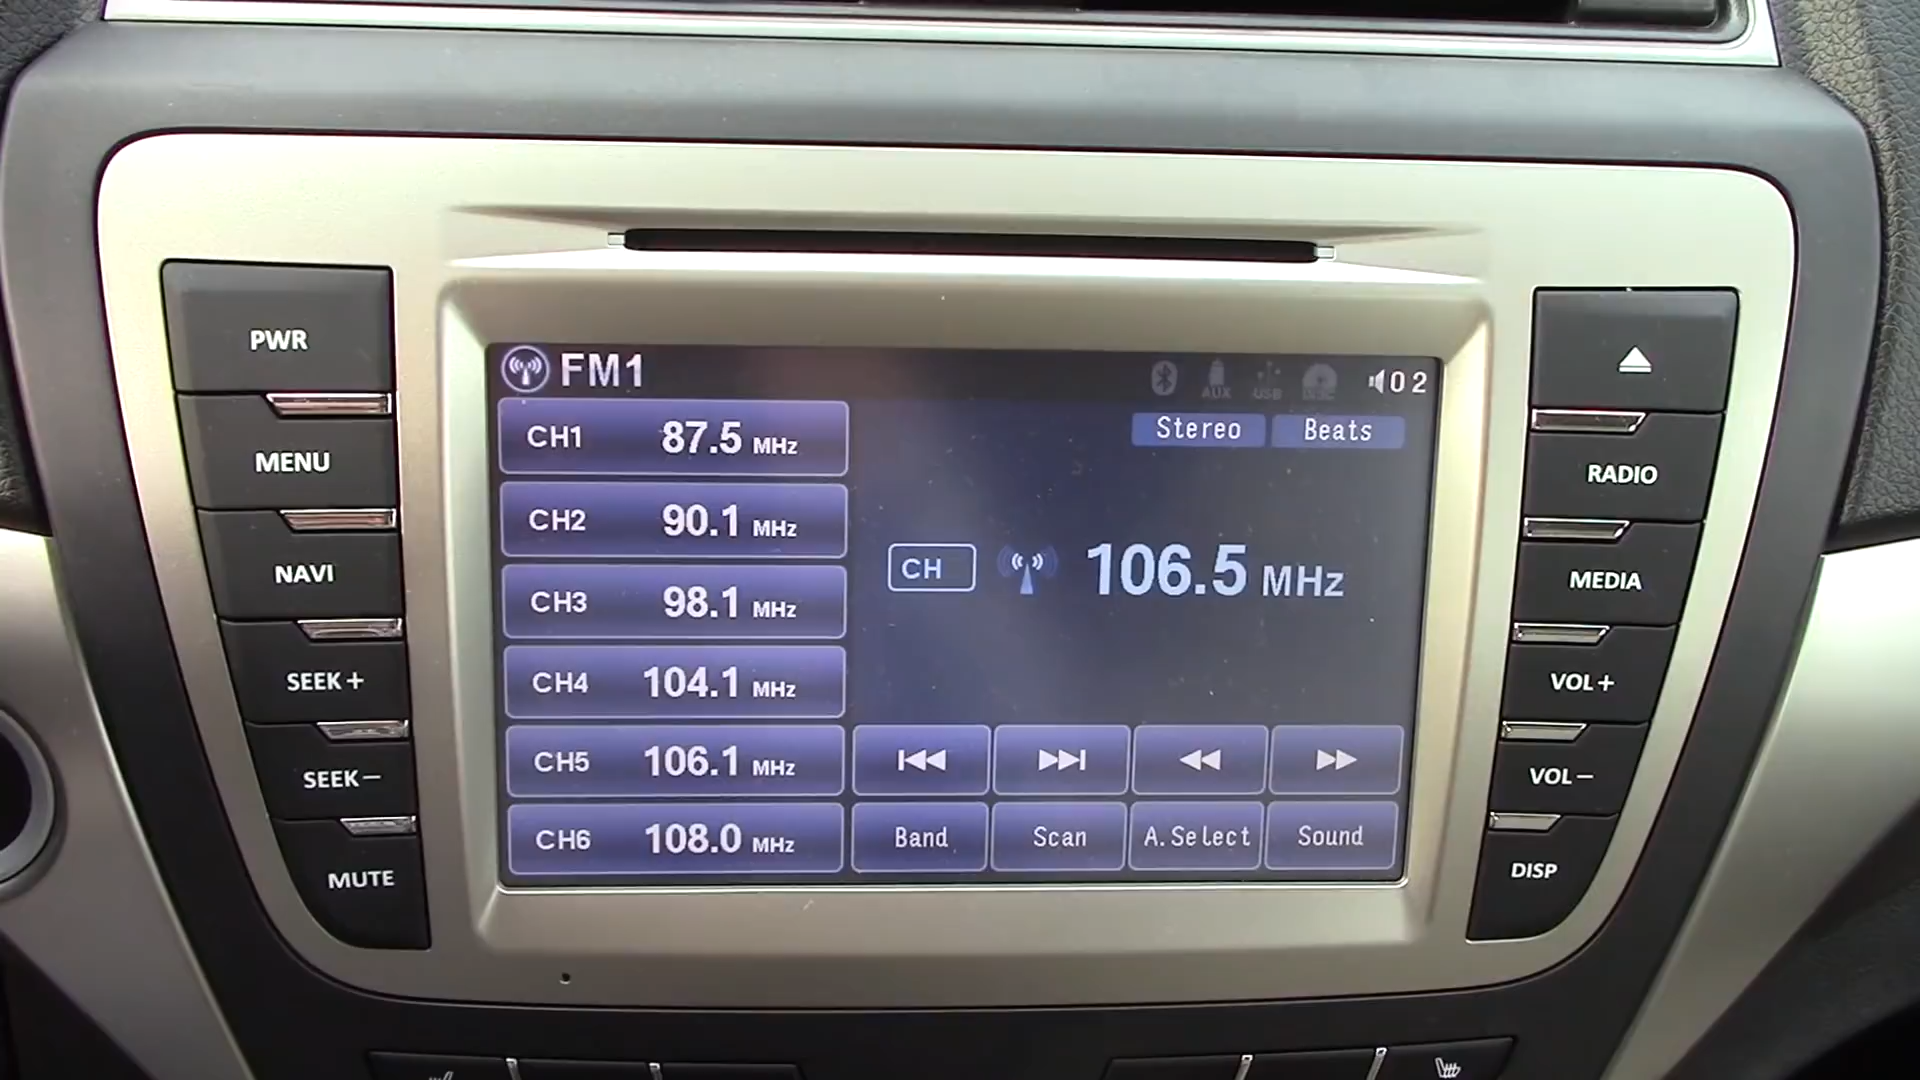 FM1
AUX
USB
DISC
02
Stereo
Beats
CH1 87.5 MHz
CH2 90.1 MHz
CH3 98.1 MHz
CH4 104.1 MHz
CH5 106.1 MHz
CH6 108.0 MHz
CH
106.5 MHz
Band
Scan
A.Select
Sound
PWR
MENU
NAVI
SEEK +
SEEK −
MUTE
RADIO
MEDIA
VOL +
VOL −
DISP